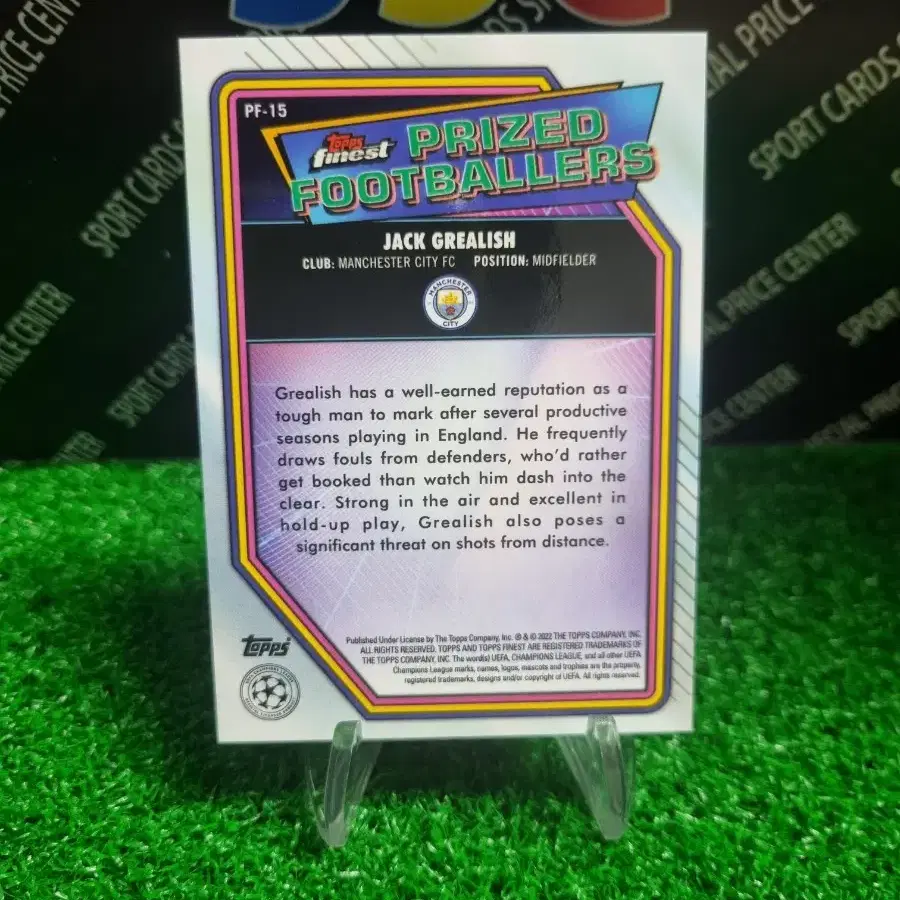 PF-15
Topps
finest
PRIZED
FOOTBALLERS
JACK GREALISH
CLUB: MANCHESTER CITY FC POSITION: MIDFIELDER
MANCHESTER
CITY
Grealish has a well-earned reputation as a
tough man to mark after several productive
seasons playing in England. He frequently
draws fouls from defenders, who'd rather
get booked than watch him dash into the
clear. Strong in the air and excellent in
hold-up play, Grealish also poses a
significant threat on shots from distance.
topps
Published Under License by The Topps Company, Inc. ® & © 2022 THE TOPPS COMPANY, INC.
ALL RIGHTS RESERVED. TOPPS AND TOPPS FINEST ARE REGISTERED TRADEMARKS OF
THE TOPPS COMPANY, INC. The word(s) UEFA, CHAMPIONS LEAGUE, and all other UEFA
Champions League marks, names, logos, mascots and trophies are the property,
registered trademarks, designs and/or copyright of UEFA. All rights reserved.
PRICE CENTER
SPORT CARDS
PRICE CENTER
SPORT CARDS
SPORT CARDS
PRICE CENTER